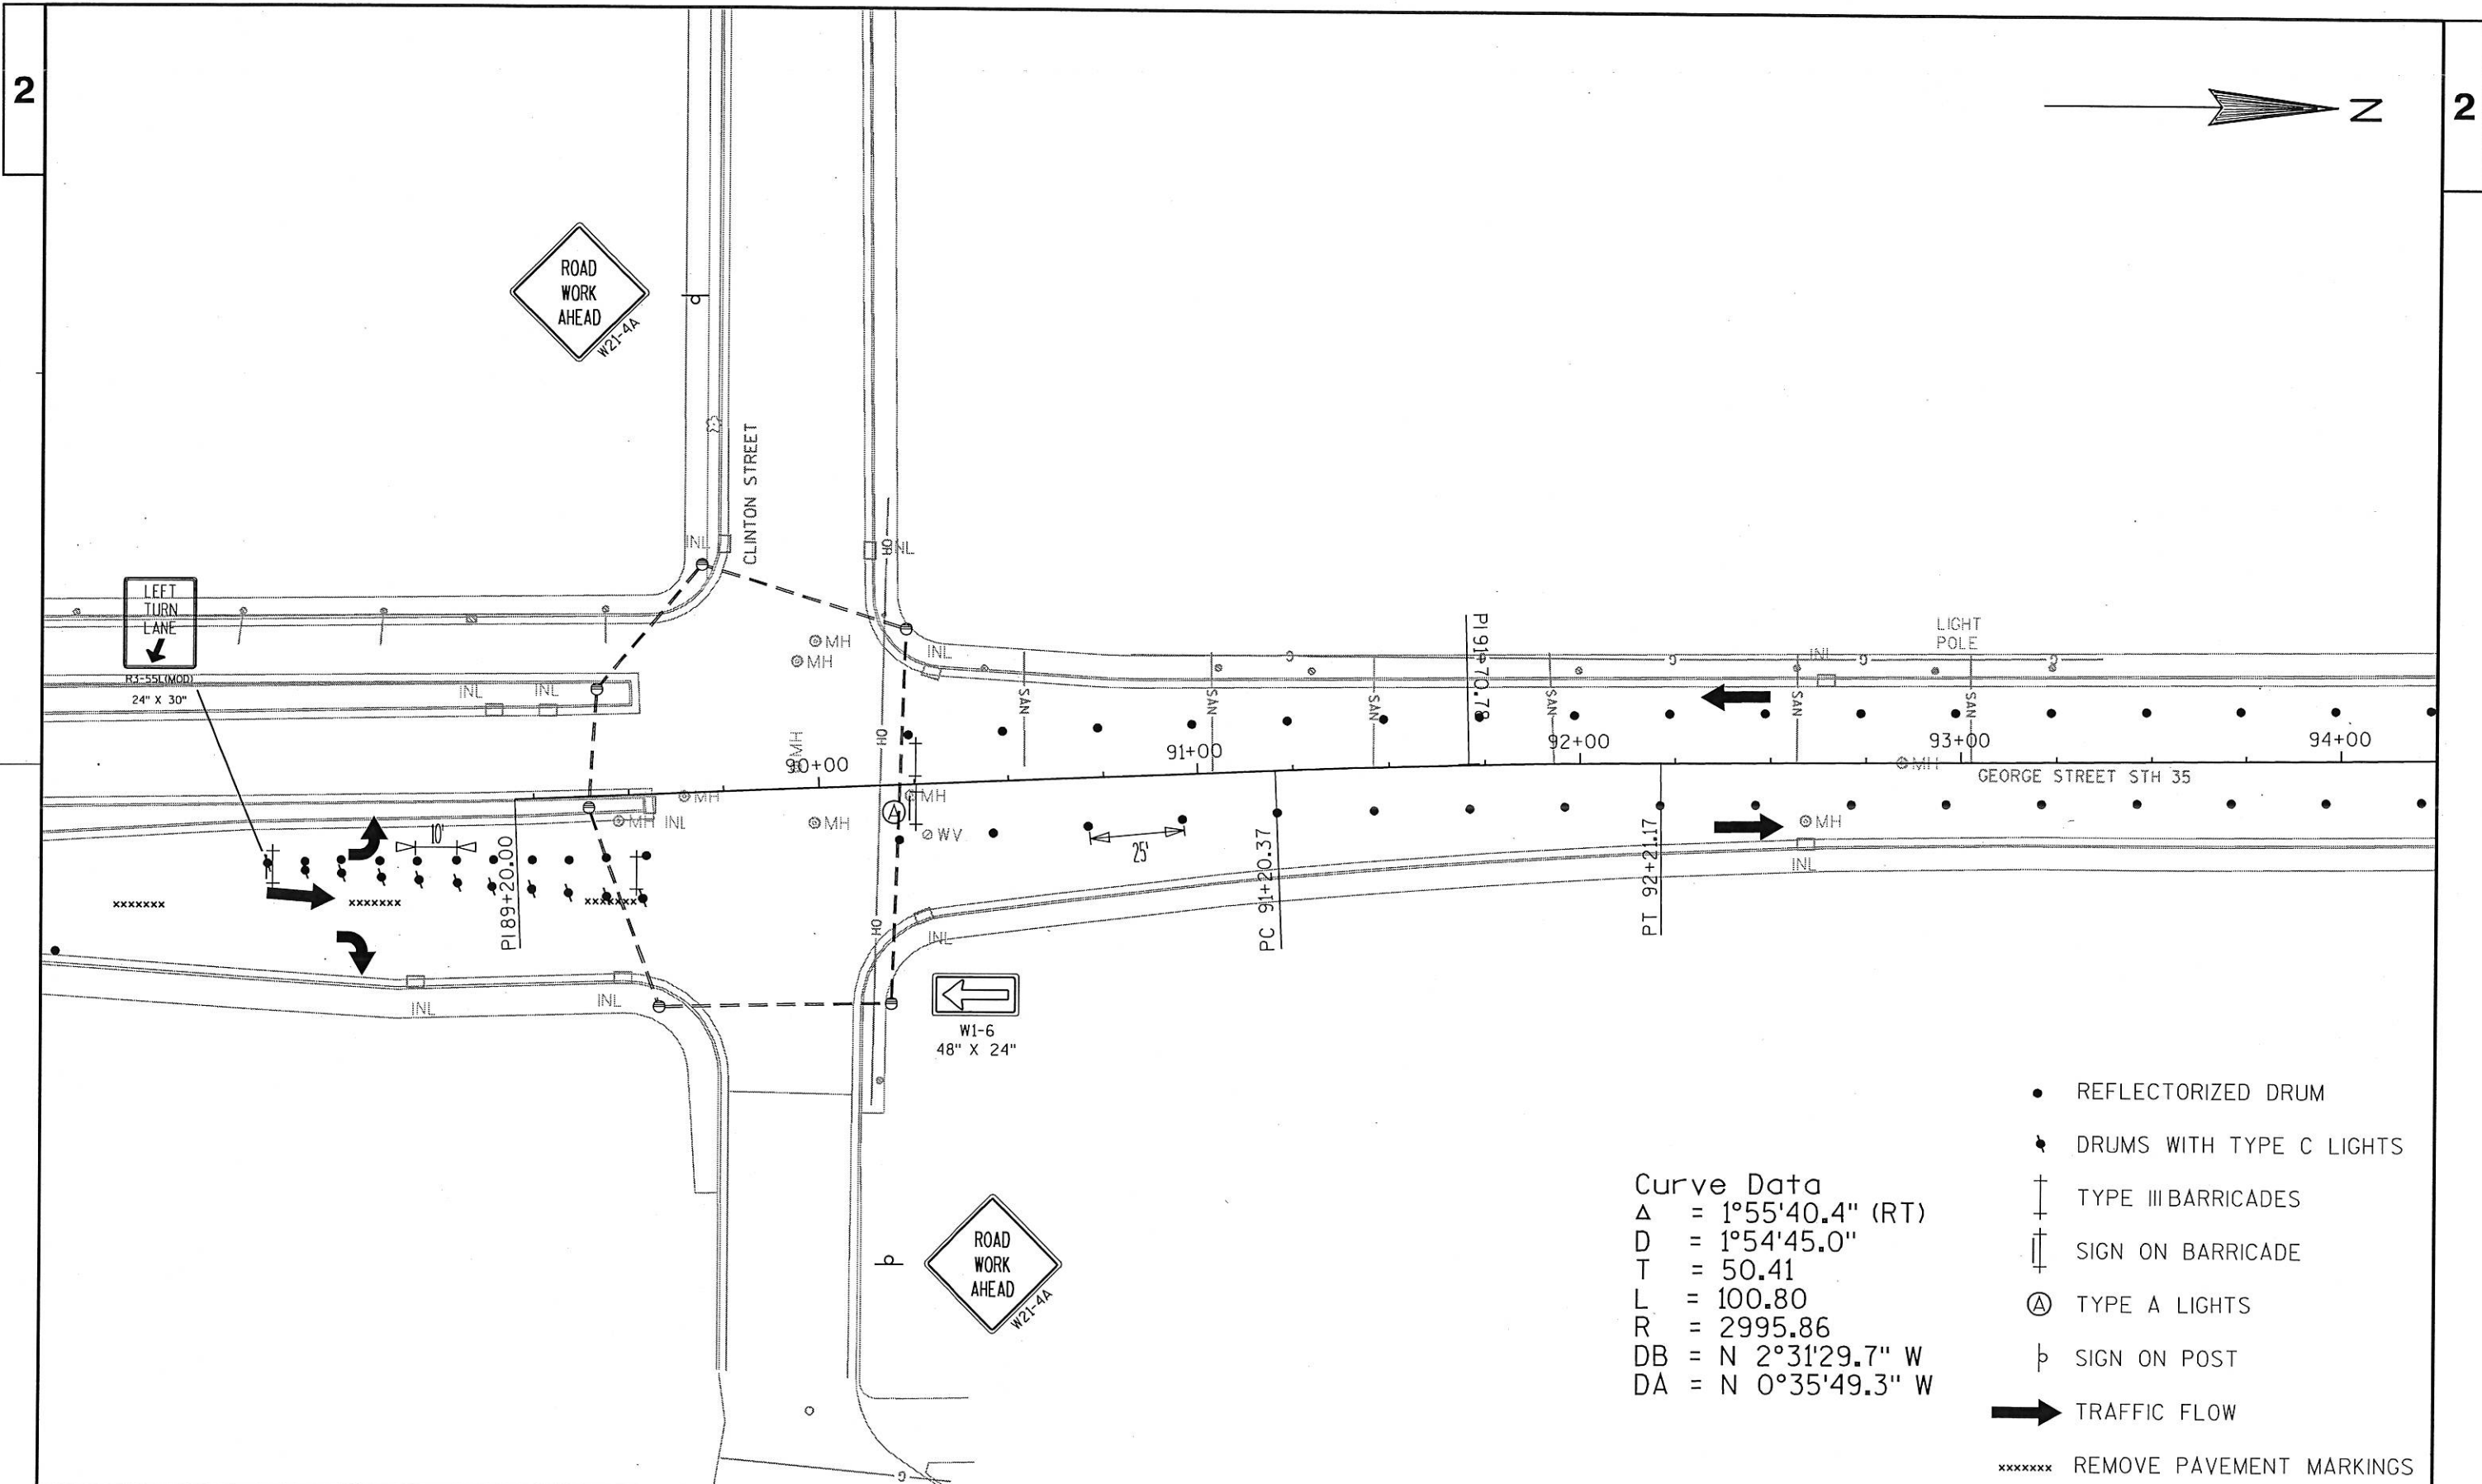 2
2
N
ROAD
WORK
AHEAD
W21-4A
CLINTON STREET
INL
INL
OH
LEFT
TURN
LANE
R3-55L(MOD)
24" X 30"
INL
INL
MH
MH
MH
INL
SAN
SAN
SAN
SAN
SAN
SAN
PI 91+70.78
LIGHT
POLE
INL
G
G
G
G
90+00
91+00
92+00
93+00
94+00
OH
MH
GEORGE STREET STH 35
MH
MH
MH
INL
MH
A
WV
MH
10'
25'
PI 89+20.00
PC 91+20.37
PT 92+21.17
INL
xxxxxxx
xxxxxxx
xxxxxxx
OH
INL
INL
INL
W1-6
48" X 24"
ROAD
WORK
AHEAD
W21-4A
G
Curve Data
Δ = 1°55'40.4" (RT)
D = 1°54'45.0"
T = 50.41
L = 100.80
R = 2995.86
DB = N 2°31'29.7" W
DA = N 0°35'49.3" W
REFLECTORIZED DRUM
DRUMS WITH TYPE C LIGHTS
TYPE III BARRICADES
SIGN ON BARRICADE
A TYPE A LIGHTS
SIGN ON POST
TRAFFIC FLOW
xxxxxxx REMOVE PAVEMENT MARKINGS